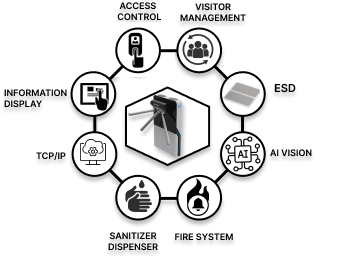 ACCESS
CONTROL
VISITOR
MANAGEMENT
INFORMATION
DISPLAY
ESD
TCP/IP
AI
AI VISION
SANITIZER
DISPENSER
FIRE SYSTEM